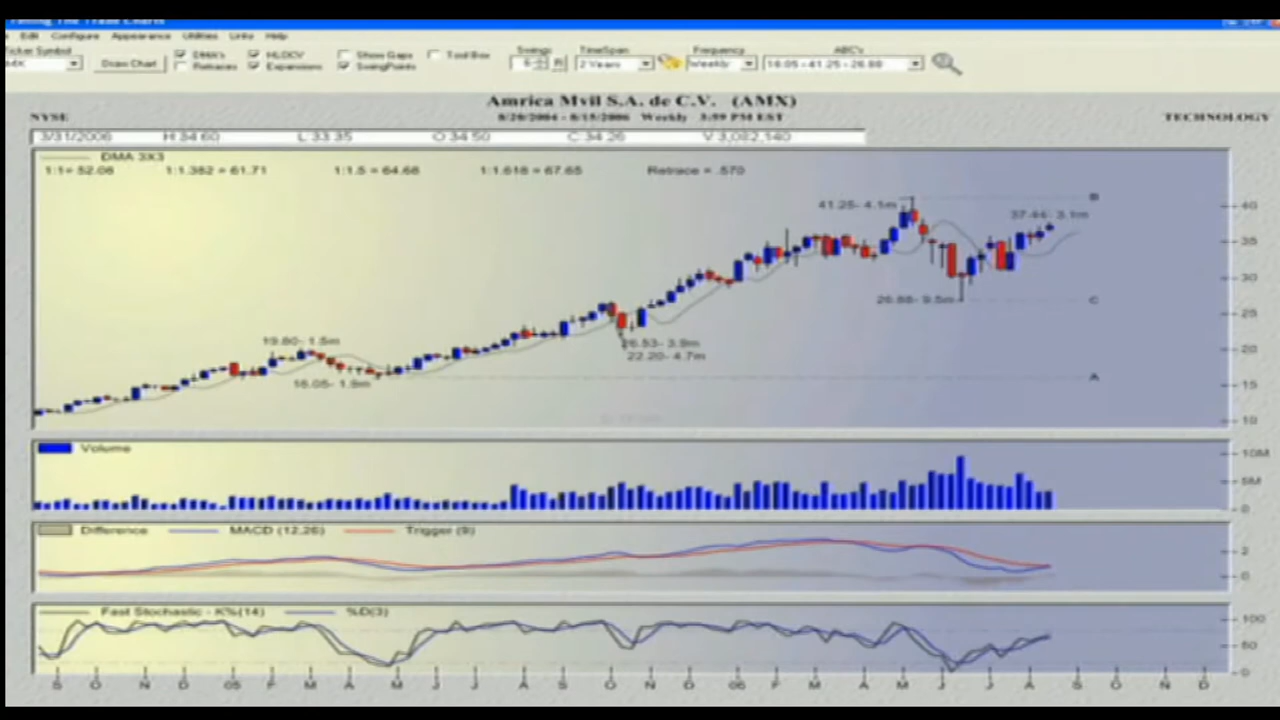 Trading The Trade Charts
Edit Configure Appearance Utilities Links Help
Ticker Symbol
AMX Draw Chart
DMA's HLOCV Show Gaps Tool Box
Retraces Expansions SwingPoints
Swings TimeSpan Frequency ABC's
6 R 2 Years Weekly 16.05 - 41.25 - 26.88
Amrica Mvil S.A. de C.V. (AMX)
NYSE 8/20/2004 - 8/15/2006 Weekly 3:59 PM EST TECHNOLOGY
3/31/2006 H:34.60 L:33.35 O:34.50 C:34.26 V:3,082,140
DMA 3X3
1:1= 52.08 1:1.382 = 61.71 1:1.5 = 64.68 1:1.618 = 67.65 Retrace = .570
41.25- 4.1m B 40
37.44- 3.1m
35
30
26.88- 9.5m C
25
19.80- 1.5m 26.53- 3.9m 20
22.20- 4.7m
16.05- 1.8m A
15
10
Volume 10M
5M
0
Difference MACD (12,26) Trigger (9)
2
0
Fast Stochastic - K%(14) %D(3) 100
50
0
S O N D 05 F M A M J J A S O N D 06 F M A M J J A S O N D